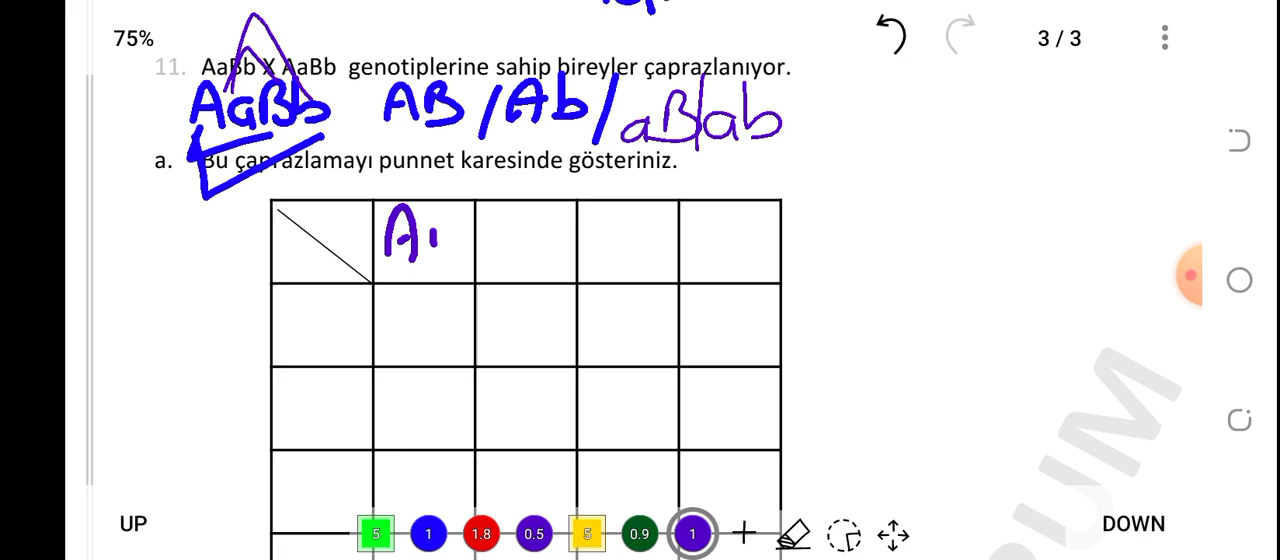 75%
3 / 3
11. AaBb X AaBb genotiplerine sahip bireyler çaprazlanıyor.
AaBb AB / Ab / aB / ab
a. Bu çaprazlamayı punnet karesinde gösteriniz.
A
UP 5 1 1.8 0.5 5 0.9 1 DOWN
PUM